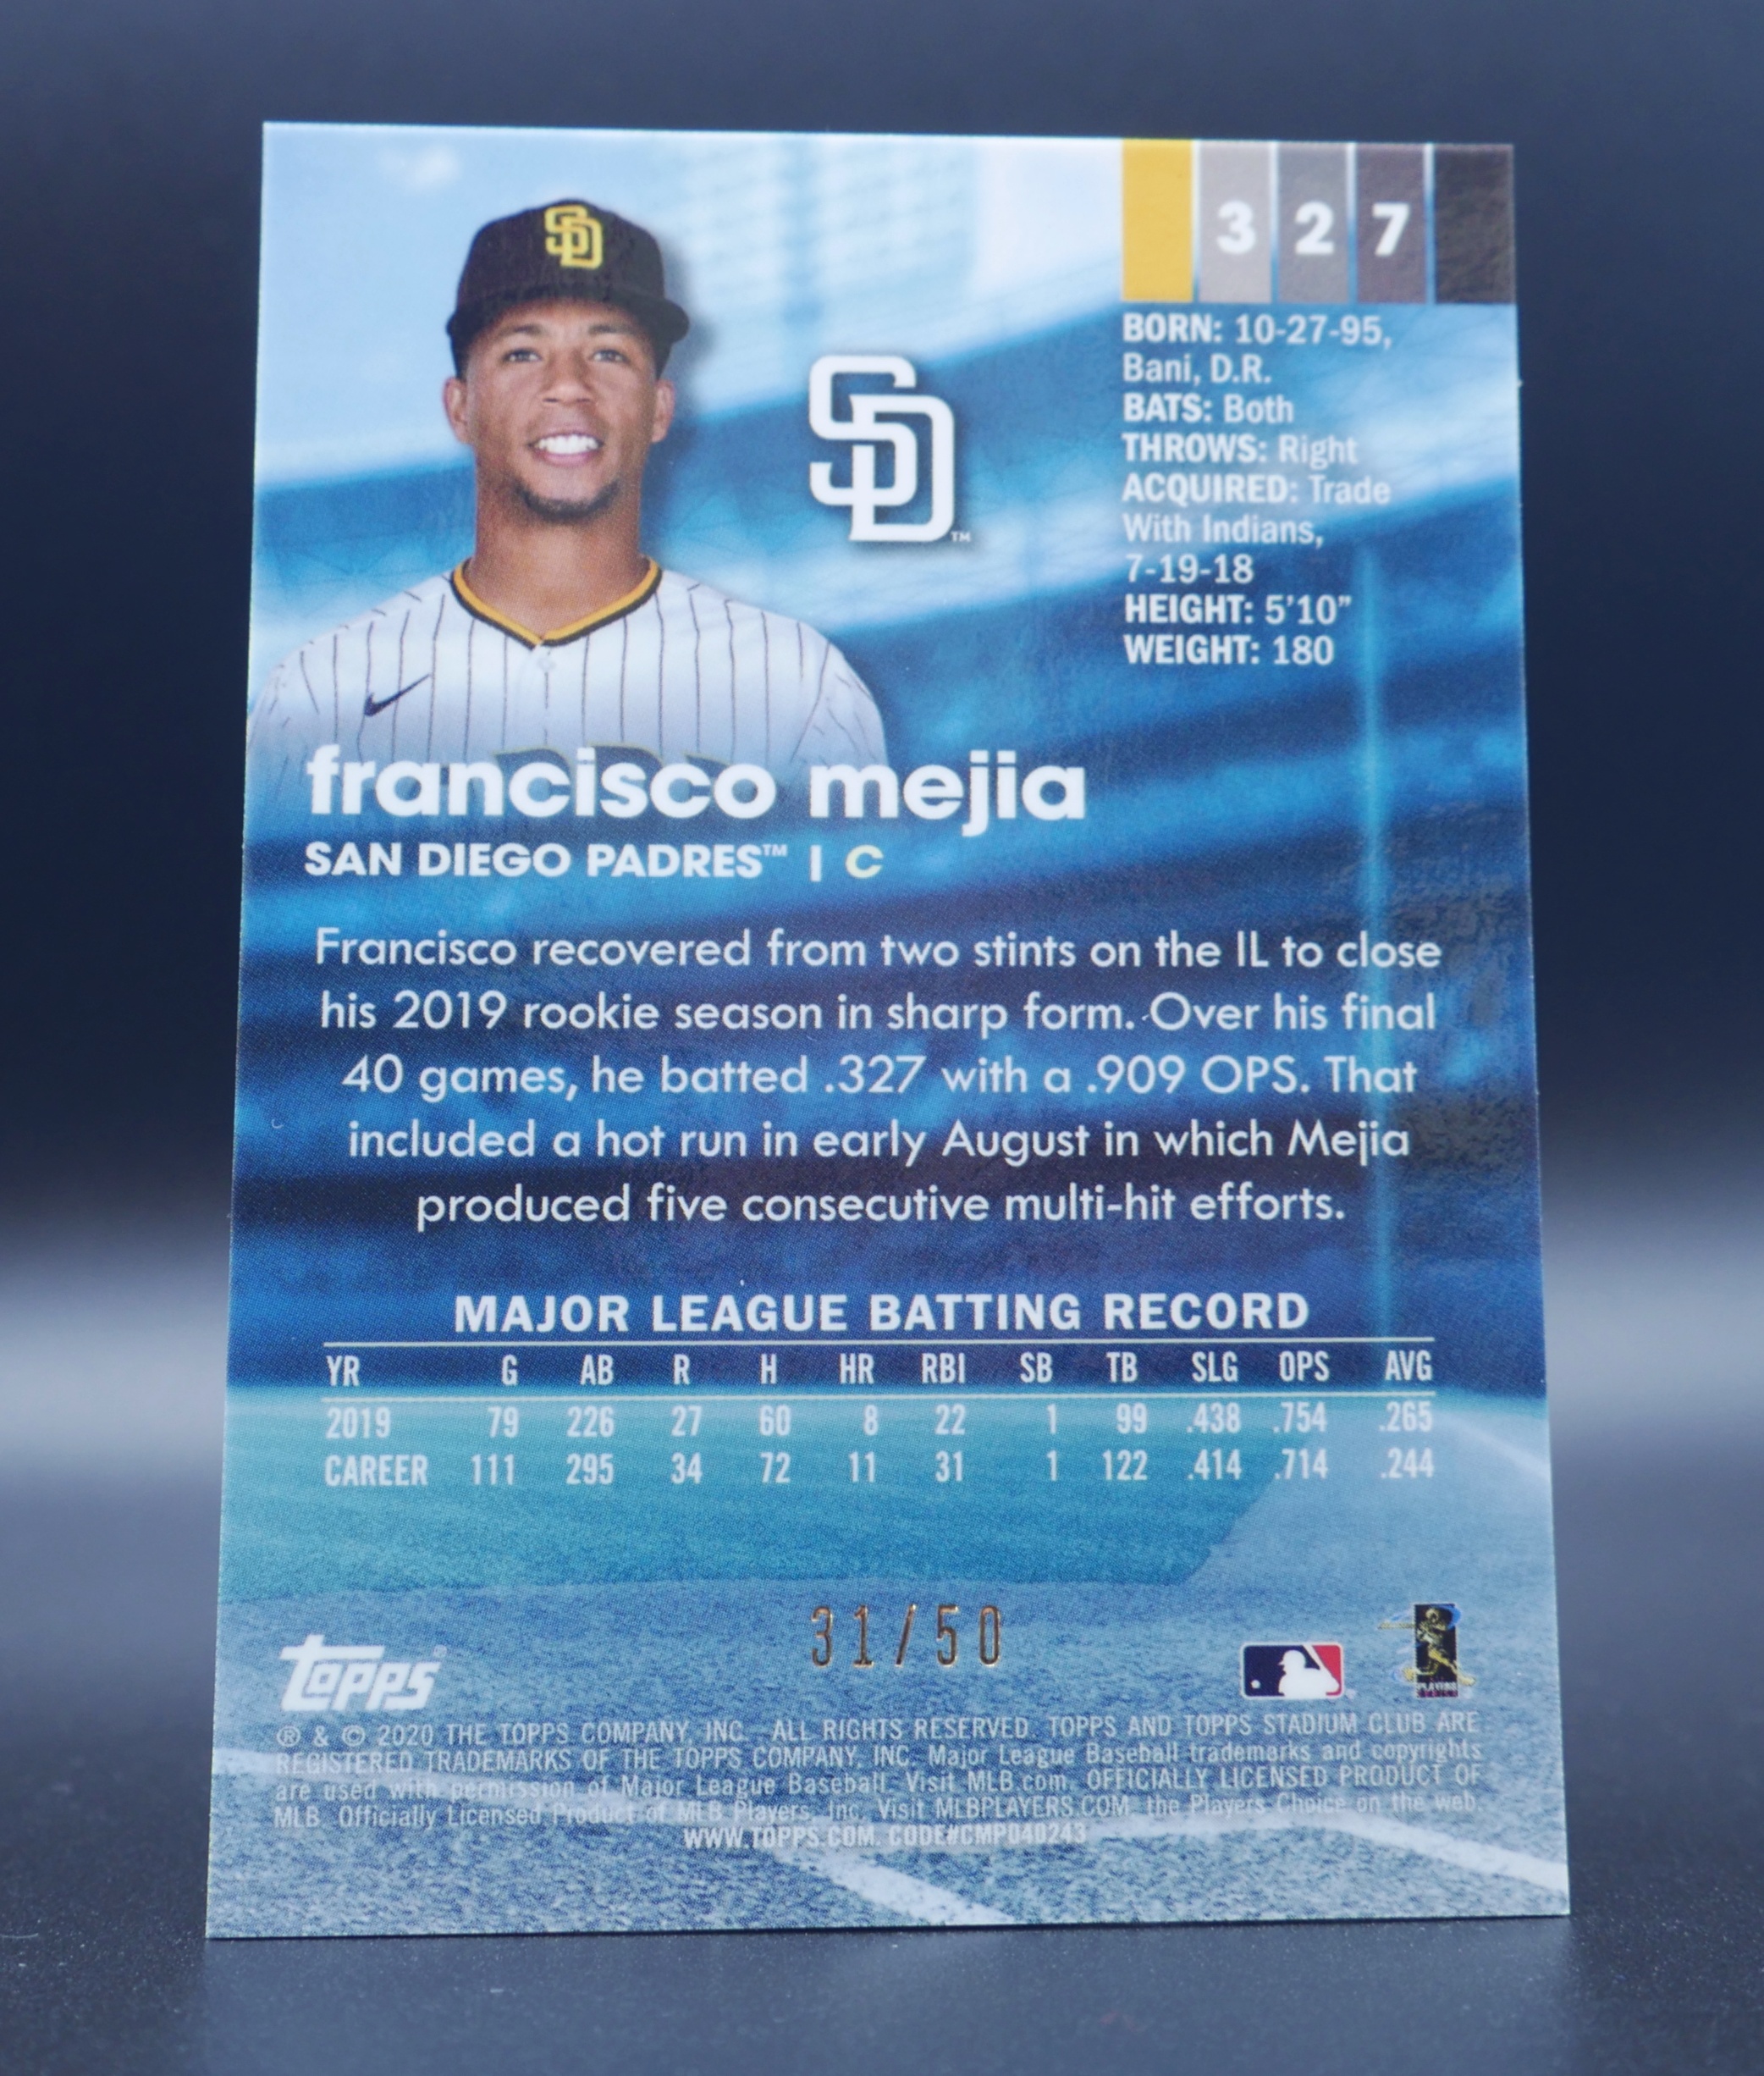 SD
3 2 7
BORN: 10-27-95,
Bani, D.R.
BATS: Both
THROWS: Right
ACQUIRED: Trade
With Indians,
7-19-18
HEIGHT: 5'10"
WEIGHT: 180
SD™
francisco mejia
SAN DIEGO PADRES™ | C
Francisco recovered from two stints on the IL to close
his 2019 rookie season in sharp form. Over his final
40 games, he batted .327 with a .909 OPS. That
included a hot run in early August in which Mejia
produced five consecutive multi-hit efforts.
MAJOR LEAGUE BATTING RECORD
YR G AB R H HR RBI SB TB SLG OPS AVG
2019 79 226 27 60 8 22 1 99 .438 .754 .265
CAREER 111 295 34 72 11 31 1 122 .414 .714 .244
31/50
Topps®
PLAYERS
® & © 2020 THE TOPPS COMPANY, INC. ALL RIGHTS RESERVED. TOPPS AND TOPPS STADIUM CLUB ARE
REGISTERED TRADEMARKS OF THE TOPPS COMPANY, INC. Major League Baseball trademarks and copyrights
are used with permission of Major League Baseball. Visit MLB.com. OFFICIALLY LICENSED PRODUCT OF
MLB. Officially Licensed Product of MLB Players, Inc. Visit MLBPLAYERS.COM, the Players Choice on the web.
WWW.TOPPS.COM. CODE#CMP040243